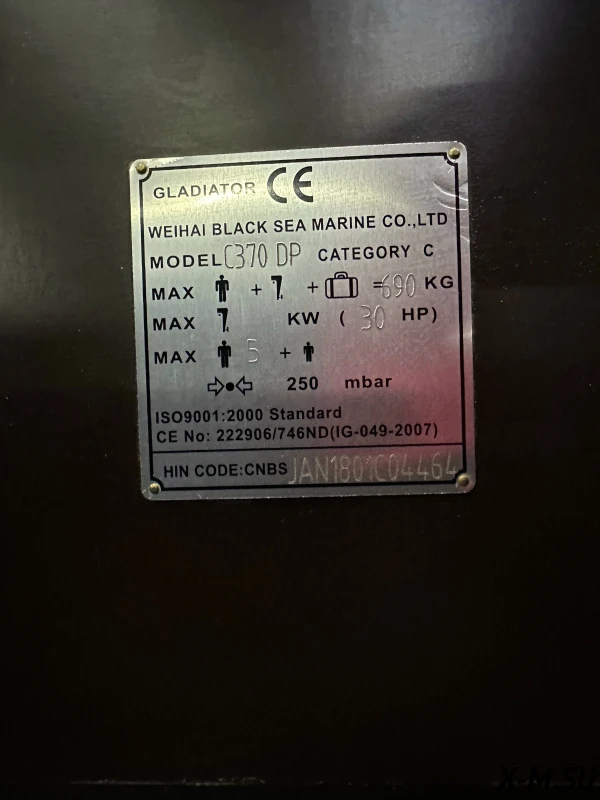 GLADIATOR CE
WEIHAI BLACK SEA MARINE CO.,LTD
MODEL C370 DP CATEGORY C
MAX + + =690 KG
MAX KW ( 30 HP)
MAX 5 +
250 mbar
ISO9001:2000 Standard
CE No: 222906/746ND(IG-049-2007)
HIN CODE:CNBS JAN1801C04464
X-M.SU